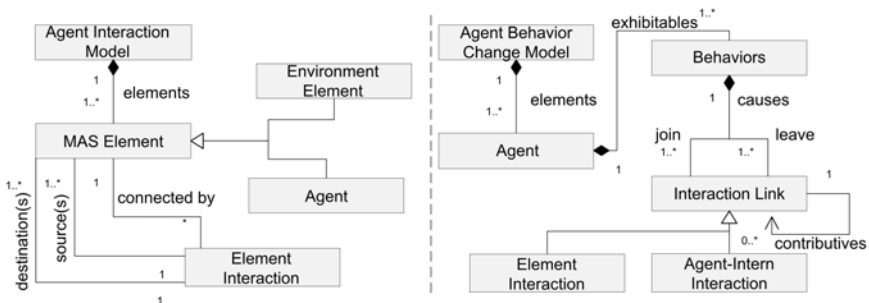 Agent Interaction
Model
1
1..*
elements
Environment
Element
MAS Element
Agent
1..*
destination(s)
1..*
source(s)
1
connected by
*
Element
Interaction
1
1
Agent Behavior
Change Model
1
1..*
elements
Agent
1
exhibitables
1..*
Behaviors
1
causes
join
1..*
leave
1..*
Interaction Link
1
0..*
contributives
Element
Interaction
Agent-Intern
Interaction